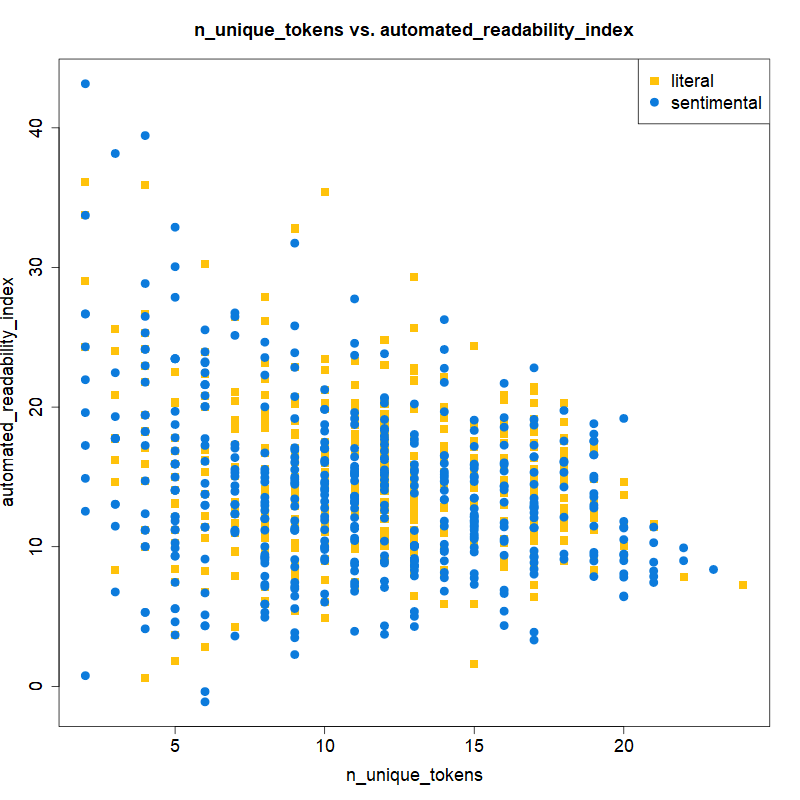 n_unique_tokens vs. automated_readability_index
literal
sentimental
automated_readability_index
40
30
20
10
0
5 10 15 20
n_unique_tokens